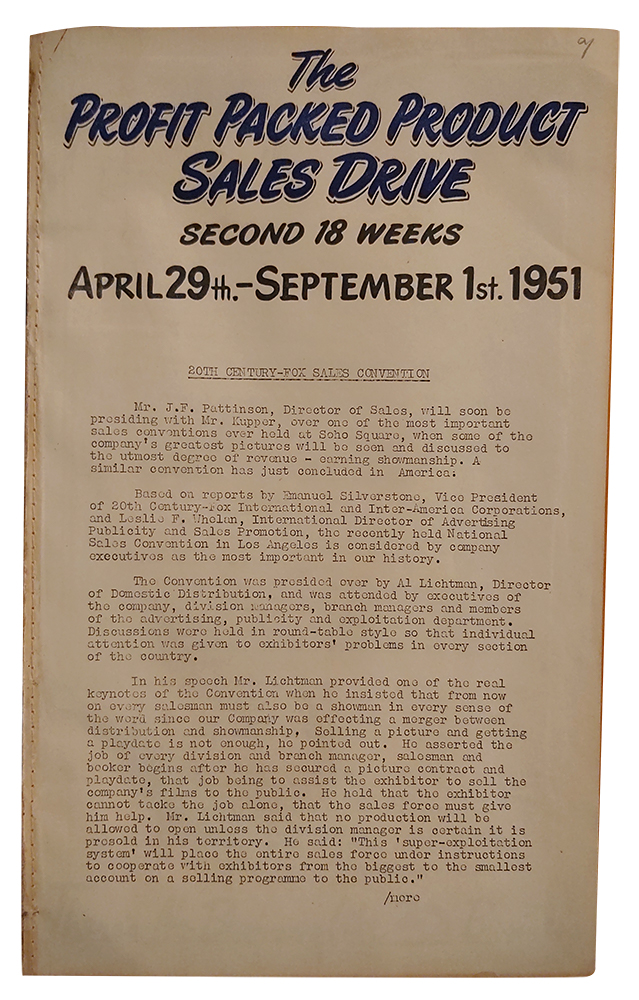 The
PROFIT PACKED PRODUCT
SALES DRIVE
SECOND 18 WEEKS
APRIL 29th.-SEPTEMBER 1st. 1951
20TH CENTURY-FOX SALES CONVENTION
Mr. J.F. Pattinson, Director of Sales, will soon be
presiding with Mr. Kupper, over one of the most important
sales conventions ever held at Soho Square, when some of the
company's greatest pictures will be seen and discussed to
the utmost degree of revenue - earning showmanship. A
similar convention has just concluded in America:
Based on reports by Emanuel Silverstone, Vice President
of 20th Century-Fox International and Inter-America Corporations,
and Leslie F. Whelan, International Director of Advertising
Publicity and Sales Promotion, the recently held National
Sales Convention in Los Angeles is considered by company
executives as the most important in our history.
The Convention was presided over by Al Lichtman, Director
of Domestic Distribution, and was attended by executives of
the company, division managers, branch managers and members
of the advertising, publicity and exploitation department.
Discussions were held in round-table style so that individual
attention was given to exhibitors' problems in every section
of the country.
In his speech Mr. Lichtman provided one of the real
keynotes of the Convention when he insisted that from now
on every salesman must also be a showman in every sense of
the word since our Company was effecting a merger between
distribution and showmanship, Selling a picture and getting
a playdate is not enough, he pointed out. He asserted the
job of every division and branch manager, salesman and
booker begins after he has secured a picture contract and
playdate, that job being to assist the exhibitor to sell the
company's films to the public. He held that the exhibitor
cannot tacke the job alone, that the sales force must give
him help. Mr. Lichtman said that no production will be
allowed to open unless the division manager is certain it is
presold in his territory. He said: "This 'super-exploitation
system' will place the entire sales force under instructions
to cooperate with exhibitors from the biggest to the smallest
account on a selling programme to the public."
/more